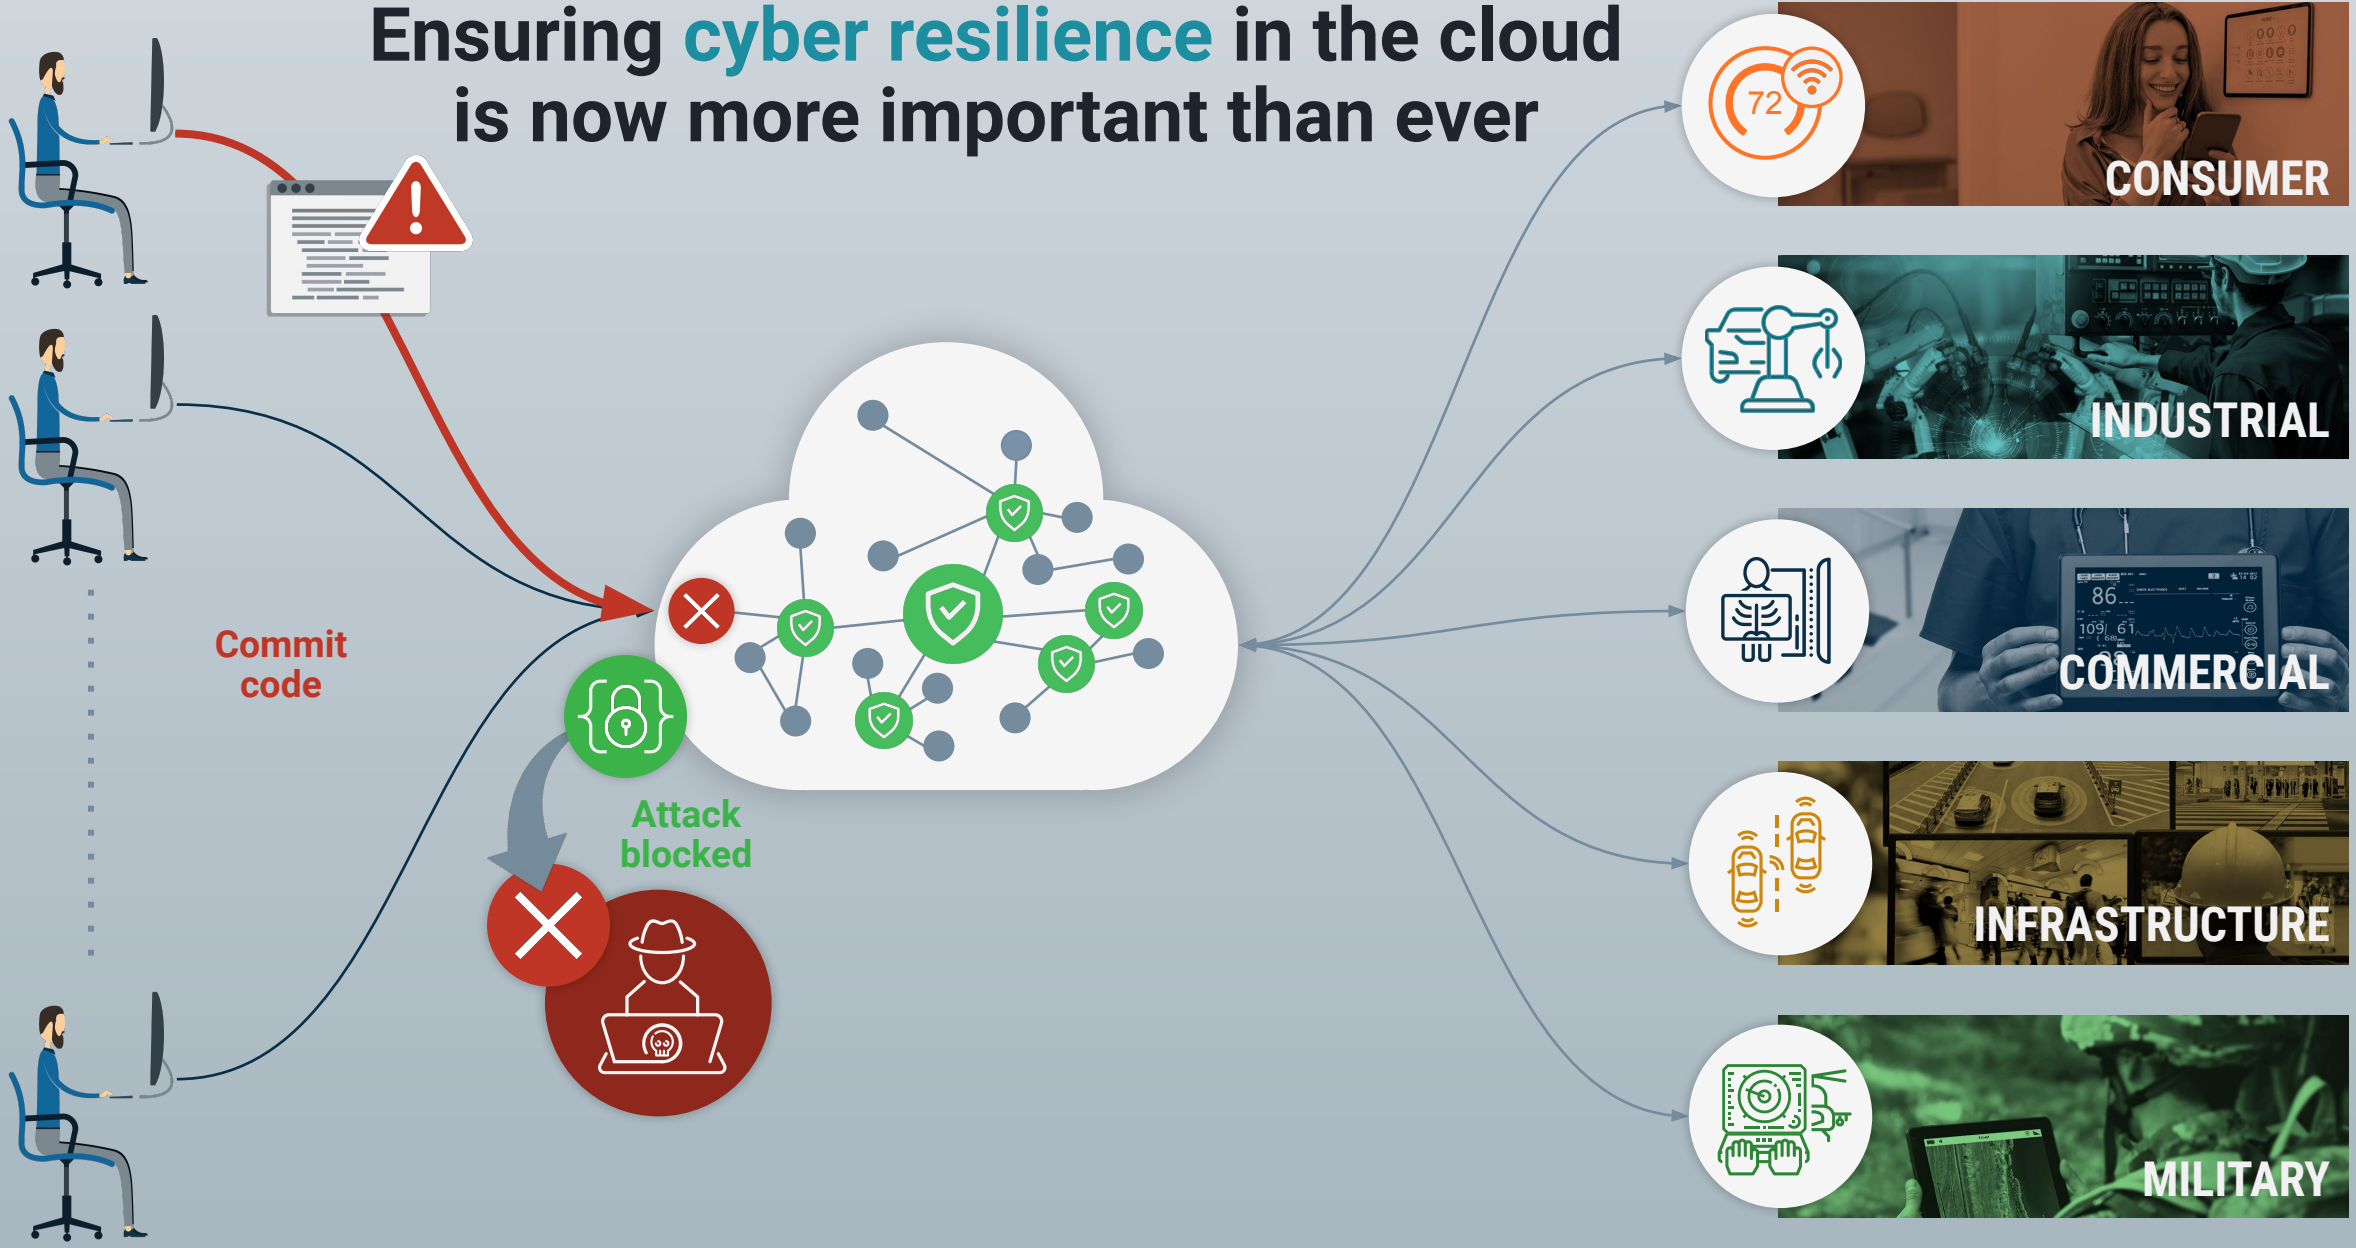 Ensuring cyber resilience in the cloud
is now more important than ever
72
CONSUMER
INDUSTRIAL
86
109/ 61
( 68)
COMMERCIAL
Commit
code
Attack
blocked
INFRASTRUCTURE
MILITARY